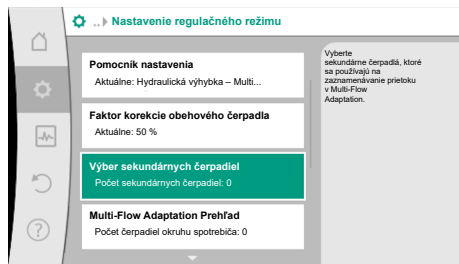 ..› Nastavenie regulačného režimu
Pomocník nastavenia
Aktuálne: Hydraulická výhybka – Multi...
Faktor korekcie obehového čerpadla
Aktuálne: 50 %
Výber sekundárnych čerpadiel
Počet sekundárnych čerpadiel: 0
Multi-Flow Adaptation Prehľad
Počet čerpadiel okruhu spotrebiča: 0
Vyberte
sekundárne čerpadlá, ktoré
sa používajú na
zaznamenávanie prietoku
v Multi-Flow
Adaptation.